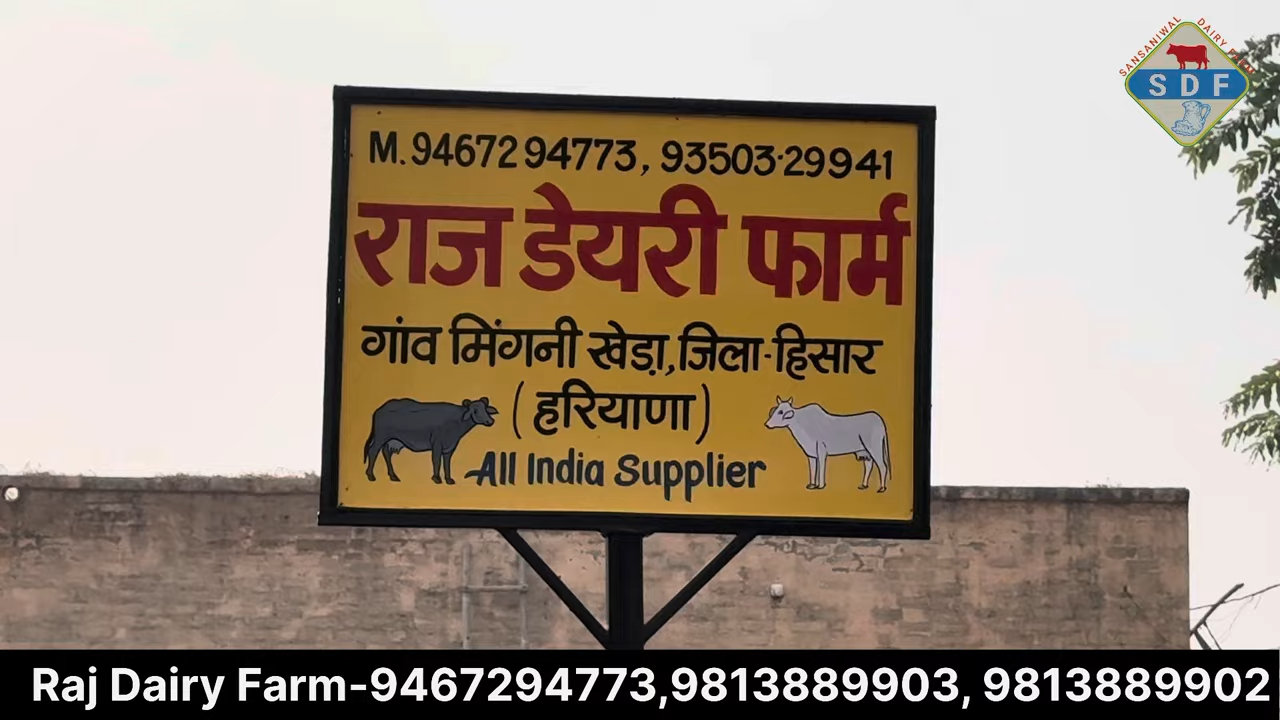 SANSANIWAL DAIRY FARM
SDF
M.9467294773, 93503-29941
राज डेयरी फार्म
गांव मिंगनी खेड़ा, जिला-हिसार
(हरियाणा)
All India Supplier
Raj Dairy Farm-9467294773,9813889903, 9813889902